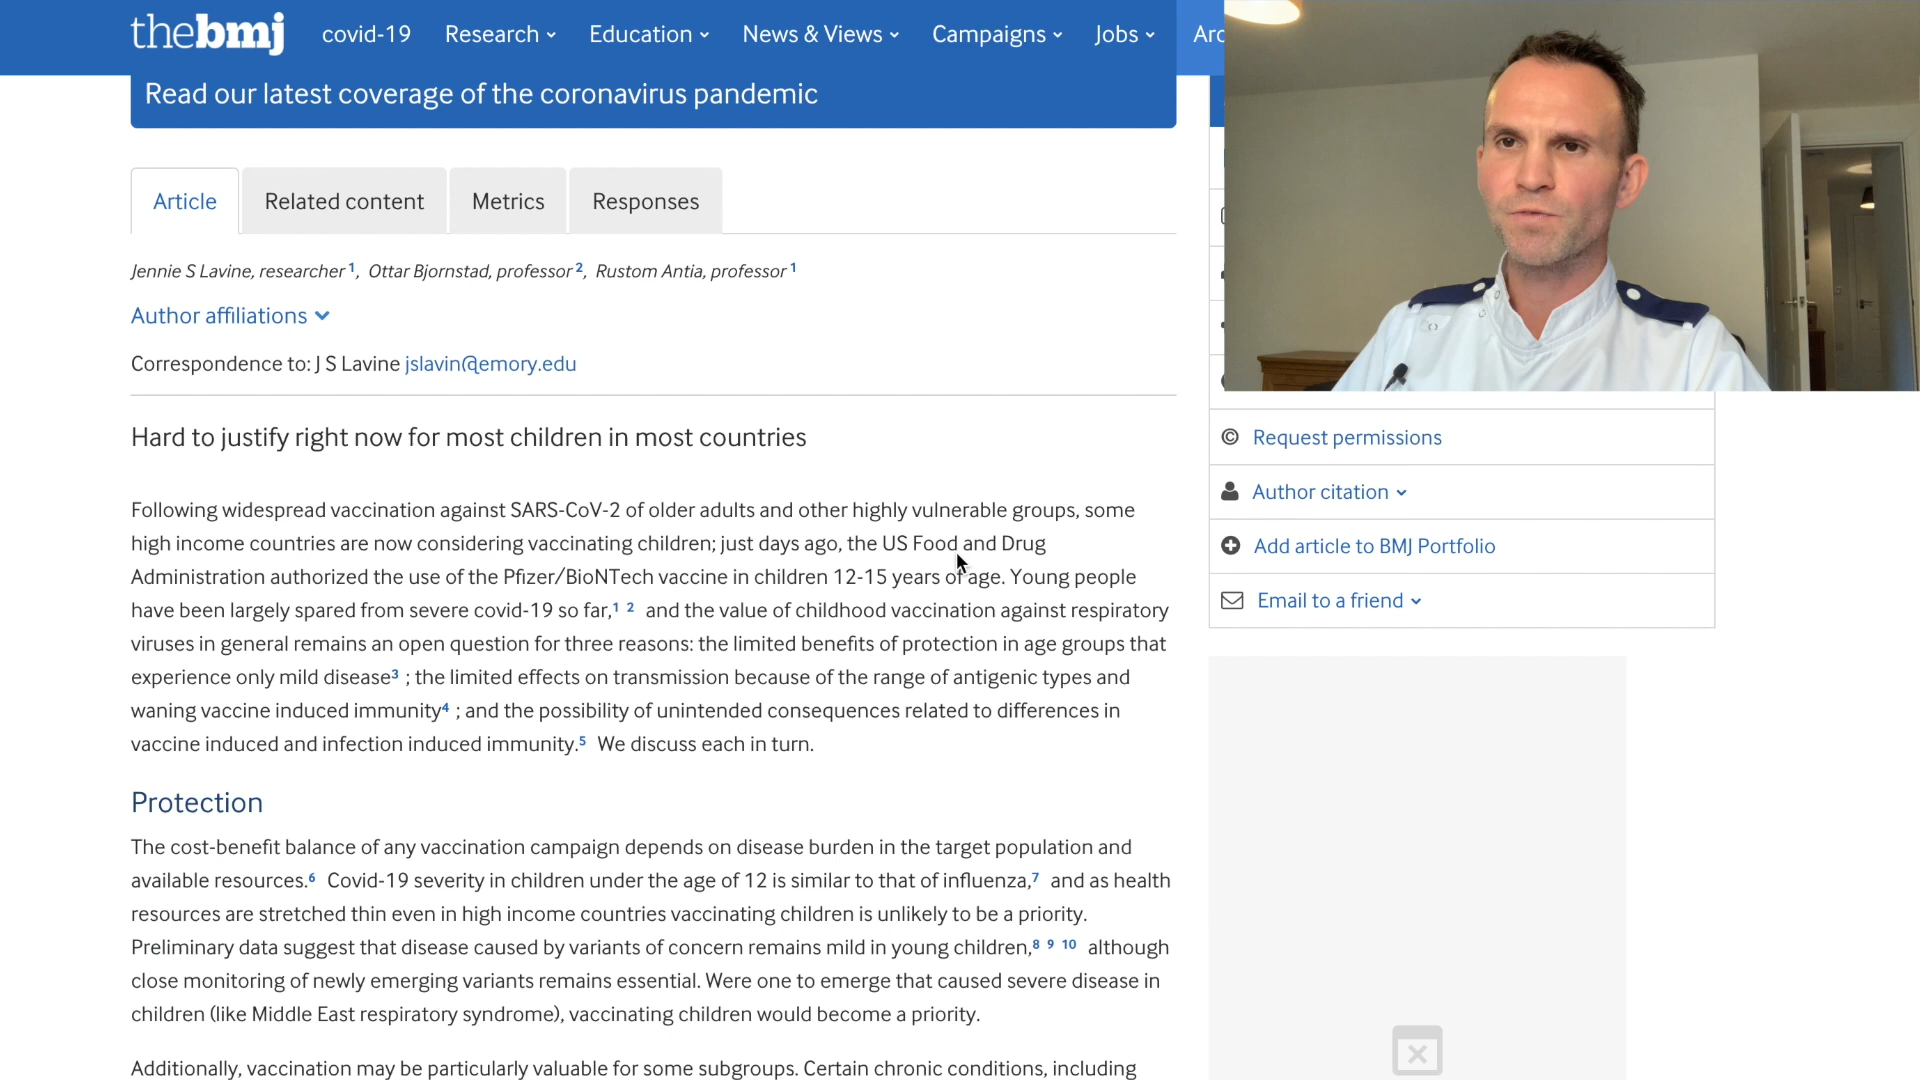 thebmj covid-19 Research Education News & Views Campaigns Jobs
Read our latest coverage of the coronavirus pandemic
Article Related content Metrics Responses
Jennie S Lavine, researcher 1, Ottar Bjornstad, professor 2, Rustom Antia, professor 1
Author affiliations
Correspondence to: J S Lavine jslavin@emory.edu
Hard to justify right now for most children in most countries
Following widespread vaccination against SARS-CoV-2 of older adults and other highly vulnerable groups, some
high income countries are now considering vaccinating children; just days ago, the US Food and Drug
Administration authorized the use of the Pfizer/BioNTech vaccine in children 12-15 years of age. Young people
have been largely spared from severe covid-19 so far,1 2 and the value of childhood vaccination against respiratory
viruses in general remains an open question for three reasons: the limited benefits of protection in age groups that
experience only mild disease3 ; the limited effects on transmission because of the range of antigenic types and
waning vaccine induced immunity4 ; and the possibility of unintended consequences related to differences in
vaccine induced and infection induced immunity.5 We discuss each in turn.
Protection
The cost-benefit balance of any vaccination campaign depends on disease burden in the target population and
available resources.6 Covid-19 severity in children under the age of 12 is similar to that of influenza,7 and as health
resources are stretched thin even in high income countries vaccinating children is unlikely to be a priority.
Preliminary data suggest that disease caused by variants of concern remains mild in young children,8 9 10 although
close monitoring of newly emerging variants remains essential. Were one to emerge that caused severe disease in
children (like Middle East respiratory syndrome), vaccinating children would become a priority.
Additionally, vaccination may be particularly valuable for some subgroups. Certain chronic conditions, including
© Request permissions
Author citation
Add article to BMJ Portfolio
Email to a friend